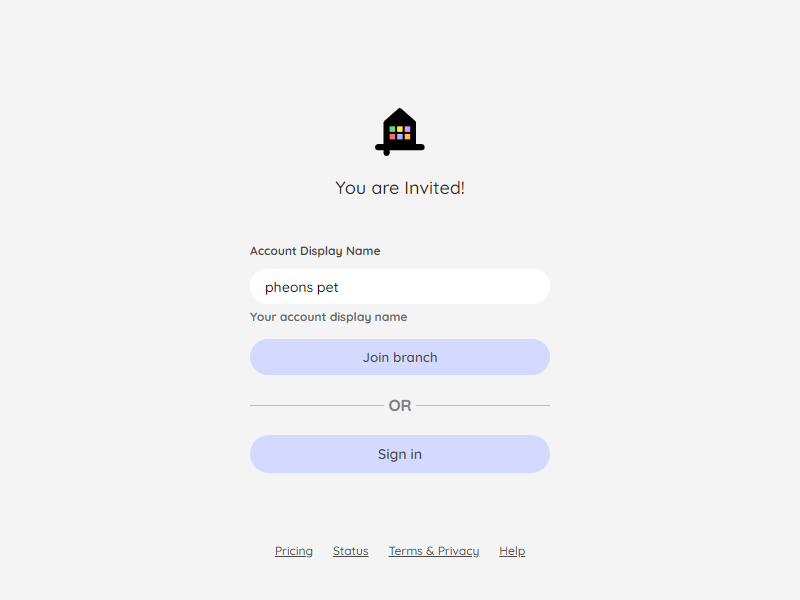 You are Invited!
Account Display Name
pheons pet
Your account display name
Join branch
OR
Sign in
Pricing Status Terms & Privacy Help